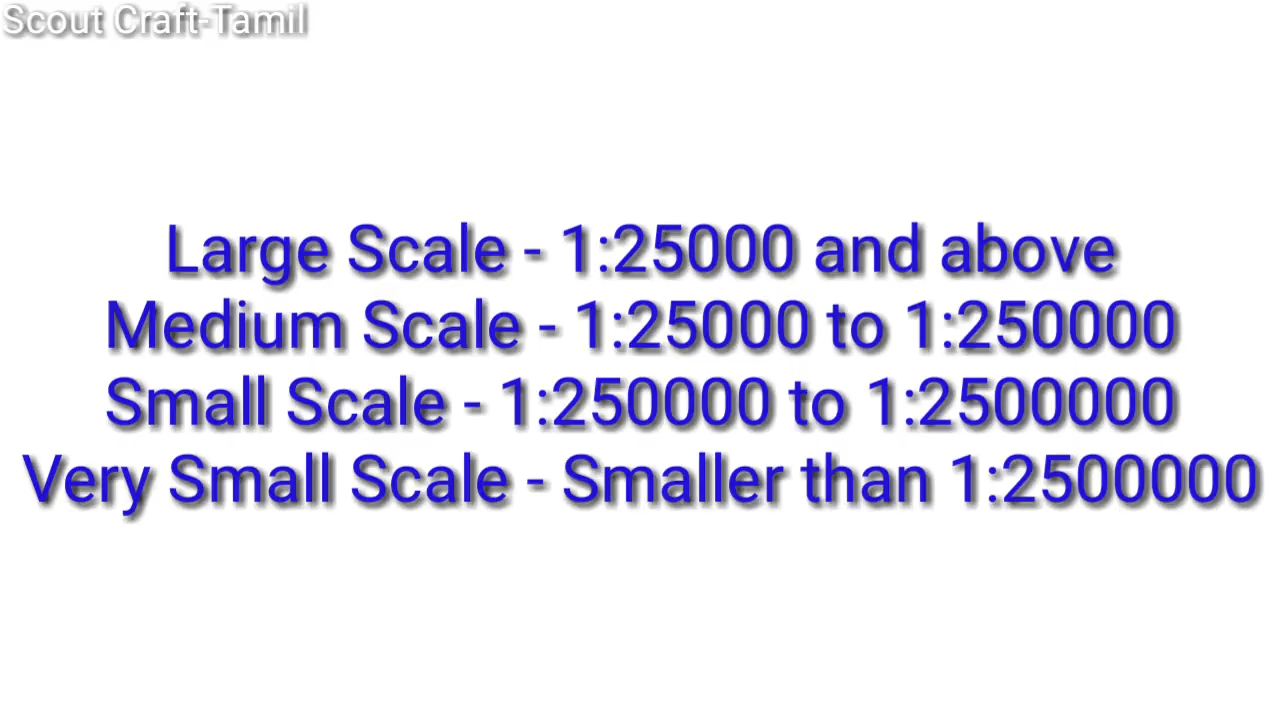 Scout Craft-Tamil
Large Scale - 1:25000 and above
Medium Scale - 1:25000 to 1:250000
Small Scale - 1:250000 to 1:2500000
Very Small Scale - Smaller than 1:2500000